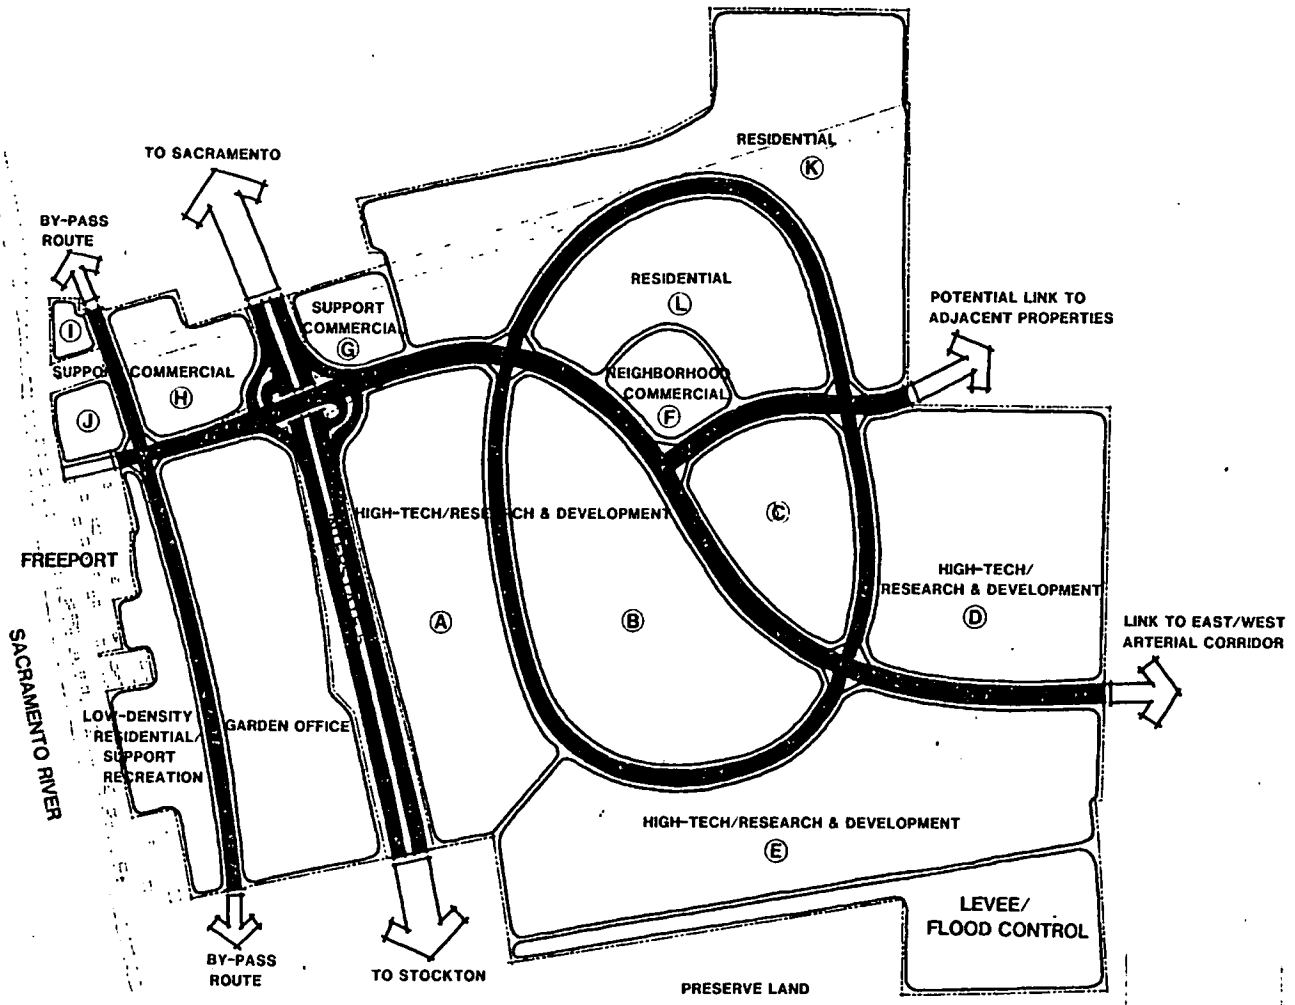 RESIDENTIAL
K
TO SACRAMENTO
BY-PASS
ROUTE
RESIDENTIAL
L
SUPPORT
COMMERCIAL
G
POTENTIAL LINK TO
ADJACENT PROPERTIES
I
SUPPORT COMMERCIAL
H
NEIGHBORHOOD
COMMERCIAL
F
J
HIGH-TECH/RESEARCH & DEVELOPMENT
C
FREEPORT
HIGH-TECH/
RESEARCH & DEVELOPMENT
D
A
B
LINK TO EAST/WEST
ARTERIAL CORRIDOR
SACRAMENTO RIVER
LOW-DENSITY
RESIDENTIAL/
SUPPORT
RECREATION
GARDEN OFFICE
HIGH-TECH/RESEARCH & DEVELOPMENT
E
LEVEE/
FLOOD CONTROL
BY-PASS
ROUTE
TO STOCKTON
PRESERVE LAND